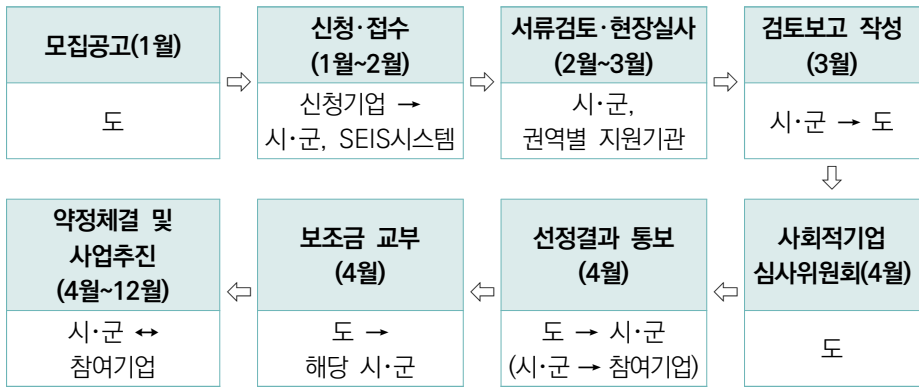 모집공고(1월)
도
⇨
신청·접수
(1월~2월)
신청기업 →
시·군, SEIS시스템
⇨
서류검토·현장실사
(2월~3월)
시·군,
권역별 지원기관
⇨
검토보고 작성
(3월)
시·군 → 도
⇩
사회적기업
심사위원회(4월)
도
⇦
선정결과 통보
(4월)
도 → 시·군
(시·군 → 참여기업)
⇦
보조금 교부
(4월)
도 →
해당 시·군
⇦
약정체결 및
사업추진
(4월~12월)
시·군 ↔
참여기업